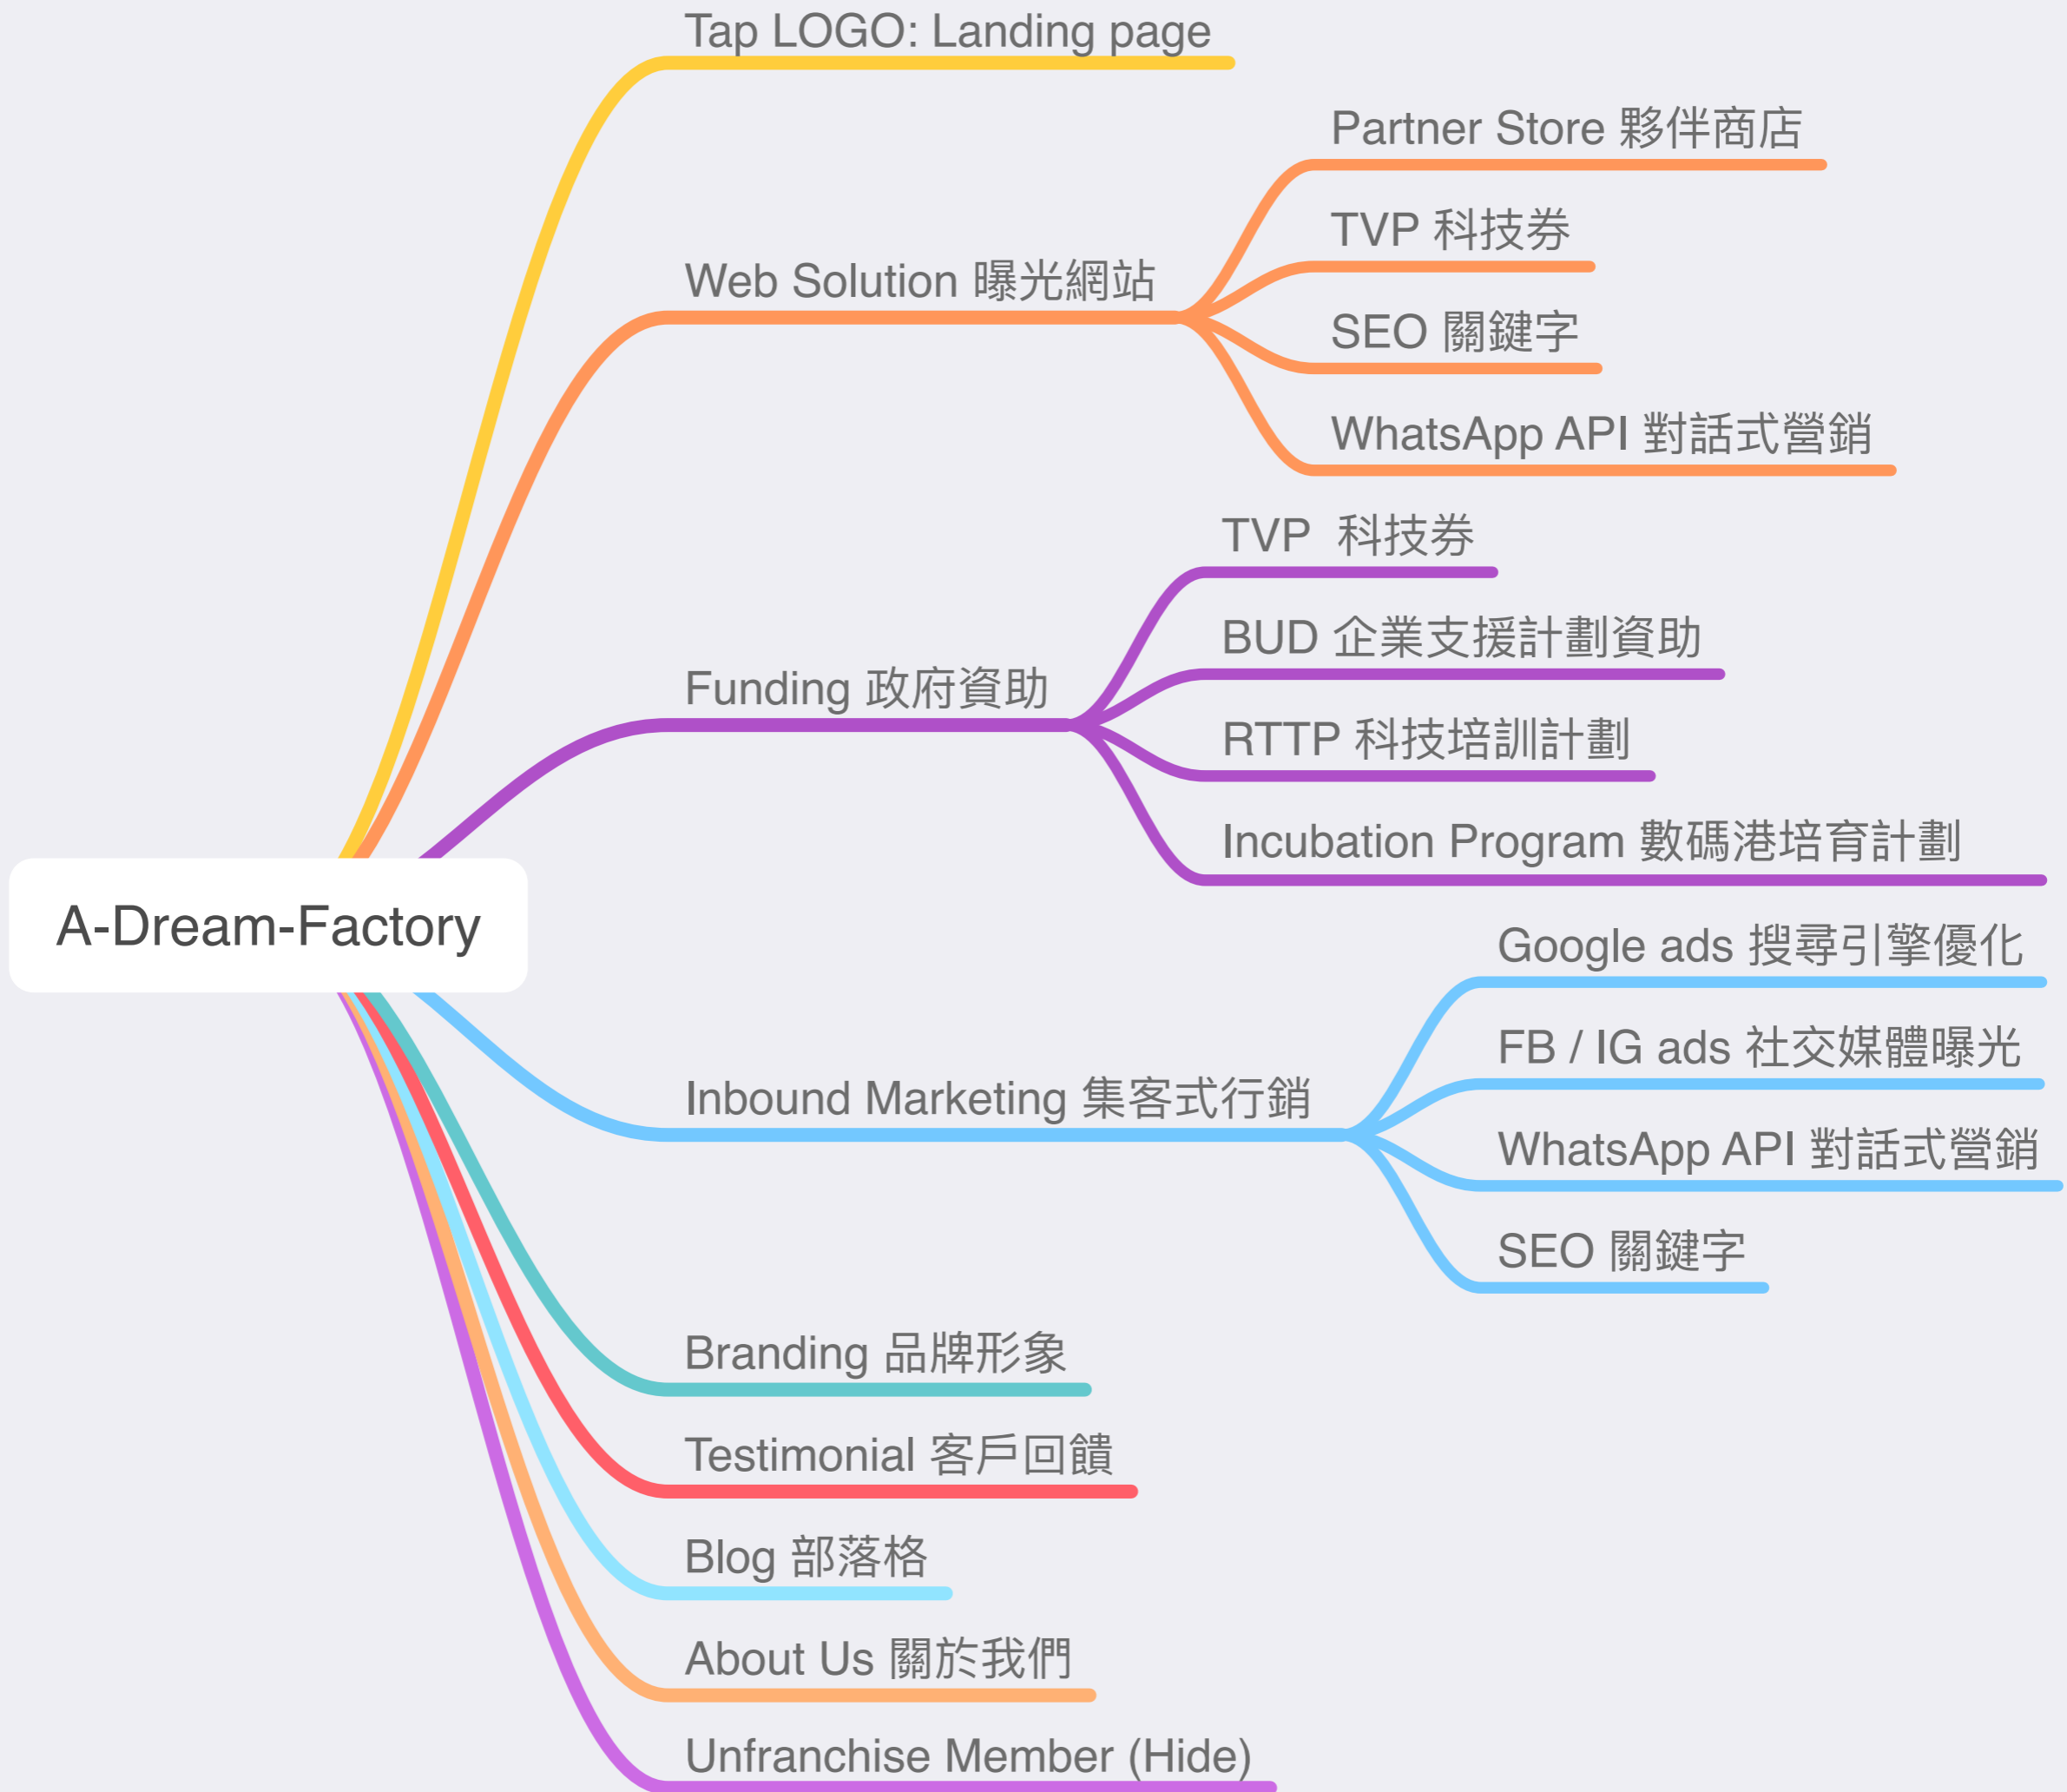 Tap LOGO: Landing page
Partner Store 夥伴商店
TVP 科技券
Web Solution 曝光網站
SEO 關鍵字
WhatsApp API 對話式營銷
TVP 科技券
BUD 企業支援計劃資助
Funding 政府資助
RTTP 科技培訓計劃
Incubation Program 數碼港培育計劃
A-Dream-Factory
Google ads 搜尋引擎優化
FB / IG ads 社交媒體曝光
Inbound Marketing 集客式行銷
WhatsApp API 對話式營銷
SEO 關鍵字
Branding 品牌形象
Testimonial 客戶回饋
Blog 部落格
About Us 關於我們
Unfranchise Member (Hide)